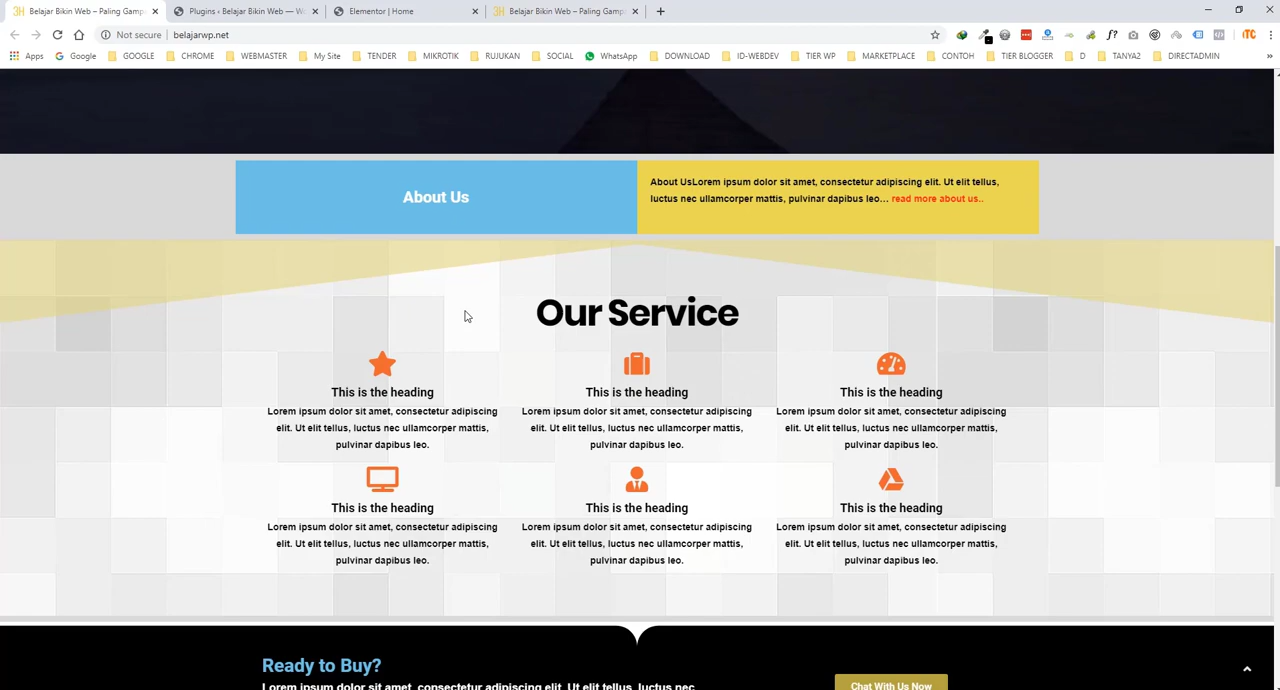 Belajar Bikin Web – Paling Gamp
Plugins ‹ Belajar Bikin Web — W
Elementor | Home
Belajar Bikin Web – Paling Gamp
Not secure
belajarwp.net
Apps
Google
GOOGLE
CHROME
WEBMASTER
My Site
TENDER
MIKROTIK
RUJUKAN
SOCIAL
WhatsApp
DOWNLOAD
ID-WEBDEV
TIER WP
MARKETPLACE
CONTOH
TIER BLOGGER
D
TANYA2
DIRECTADMIN
About Us
About UsLorem ipsum dolor sit amet, consectetur adipiscing elit. Ut elit tellus,
luctus nec ullamcorper mattis, pulvinar dapibus leo… read more about us..
Our Service
This is the heading
Lorem ipsum dolor sit amet, consectetur adipiscing
elit. Ut elit tellus, luctus nec ullamcorper mattis,
pulvinar dapibus leo.
This is the heading
Lorem ipsum dolor sit amet, consectetur adipiscing
elit. Ut elit tellus, luctus nec ullamcorper mattis,
pulvinar dapibus leo.
This is the heading
Lorem ipsum dolor sit amet, consectetur adipiscing
elit. Ut elit tellus, luctus nec ullamcorper mattis,
pulvinar dapibus leo.
This is the heading
Lorem ipsum dolor sit amet, consectetur adipiscing
elit. Ut elit tellus, luctus nec ullamcorper mattis,
pulvinar dapibus leo.
This is the heading
Lorem ipsum dolor sit amet, consectetur adipiscing
elit. Ut elit tellus, luctus nec ullamcorper mattis,
pulvinar dapibus leo.
This is the heading
Lorem ipsum dolor sit amet, consectetur adipiscing
elit. Ut elit tellus, luctus nec ullamcorper mattis,
pulvinar dapibus leo.
Ready to Buy?
Lorem ipsum dolor sit amet, consectetur adipiscing elit. Ut elit tellus, luctus nec
Chat With Us Now